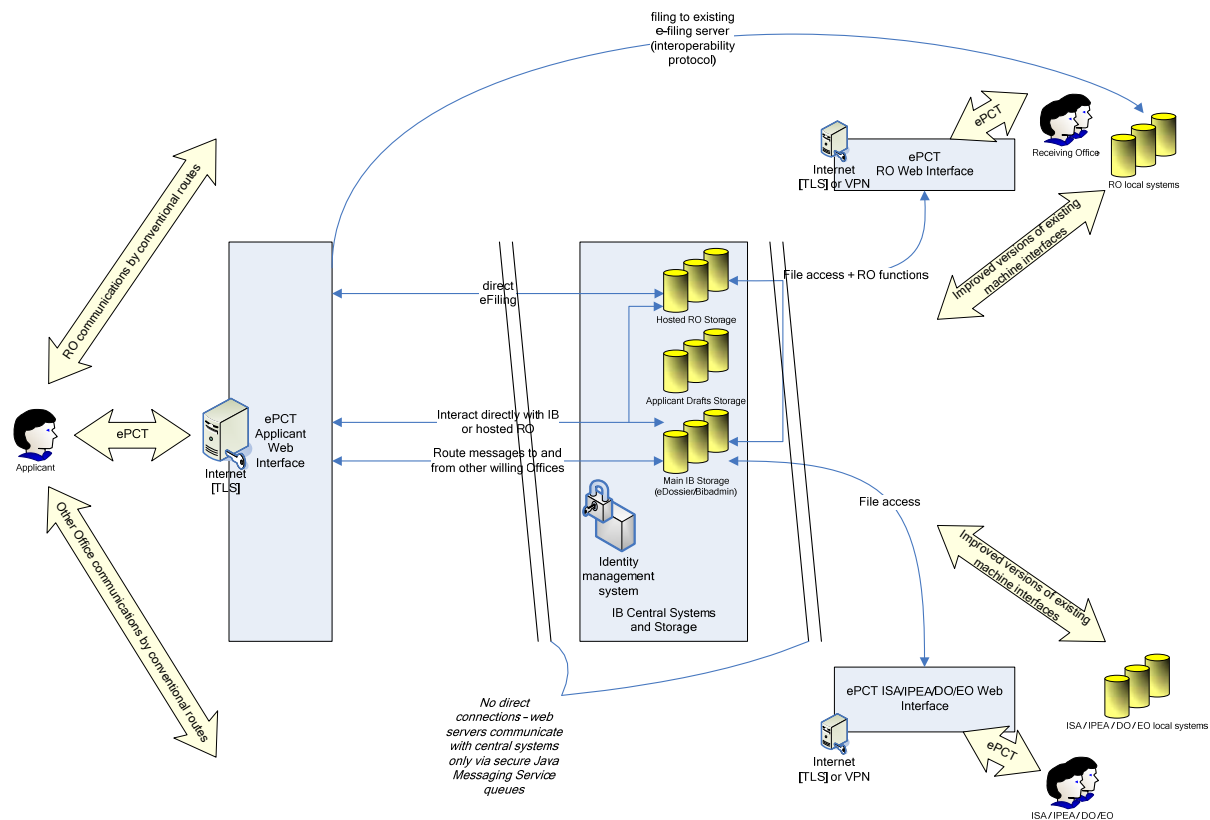 filing to existing
e-filing server
(interoperability
protocol)
ePCT
Receiving Office
RO local systems
Internet
[TLS] or VPN
ePCT
RO Web Interface
RO communications by conventional routes
Improved versions of existing
machine interfaces
File access + RO functions
direct
eFiling
Hosted RO Storage
Applicant Drafts Storage
Applicant
ePCT
Internet
[TLS]
ePCT
Applicant
Web
Interface
Interact directly with IB
or hosted RO
Route messages to and
from other willing Offices
Main IB Storage
(eDossier/Bibadmin)
File access
Identity
management
system
IB Central Systems
and Storage
Other Office communications by conventional routes
Improved versions of existing
machine interfaces
No direct
connections – web
servers communicate
with central systems
only via secure Java
Messaging Service
queues
ePCT ISA/IPEA/DO/EO Web
Interface
Internet
[TLS] or VPN
ePCT
ISA / IPEA / DO / EO local systems
ISA / IPEA / DO / EO